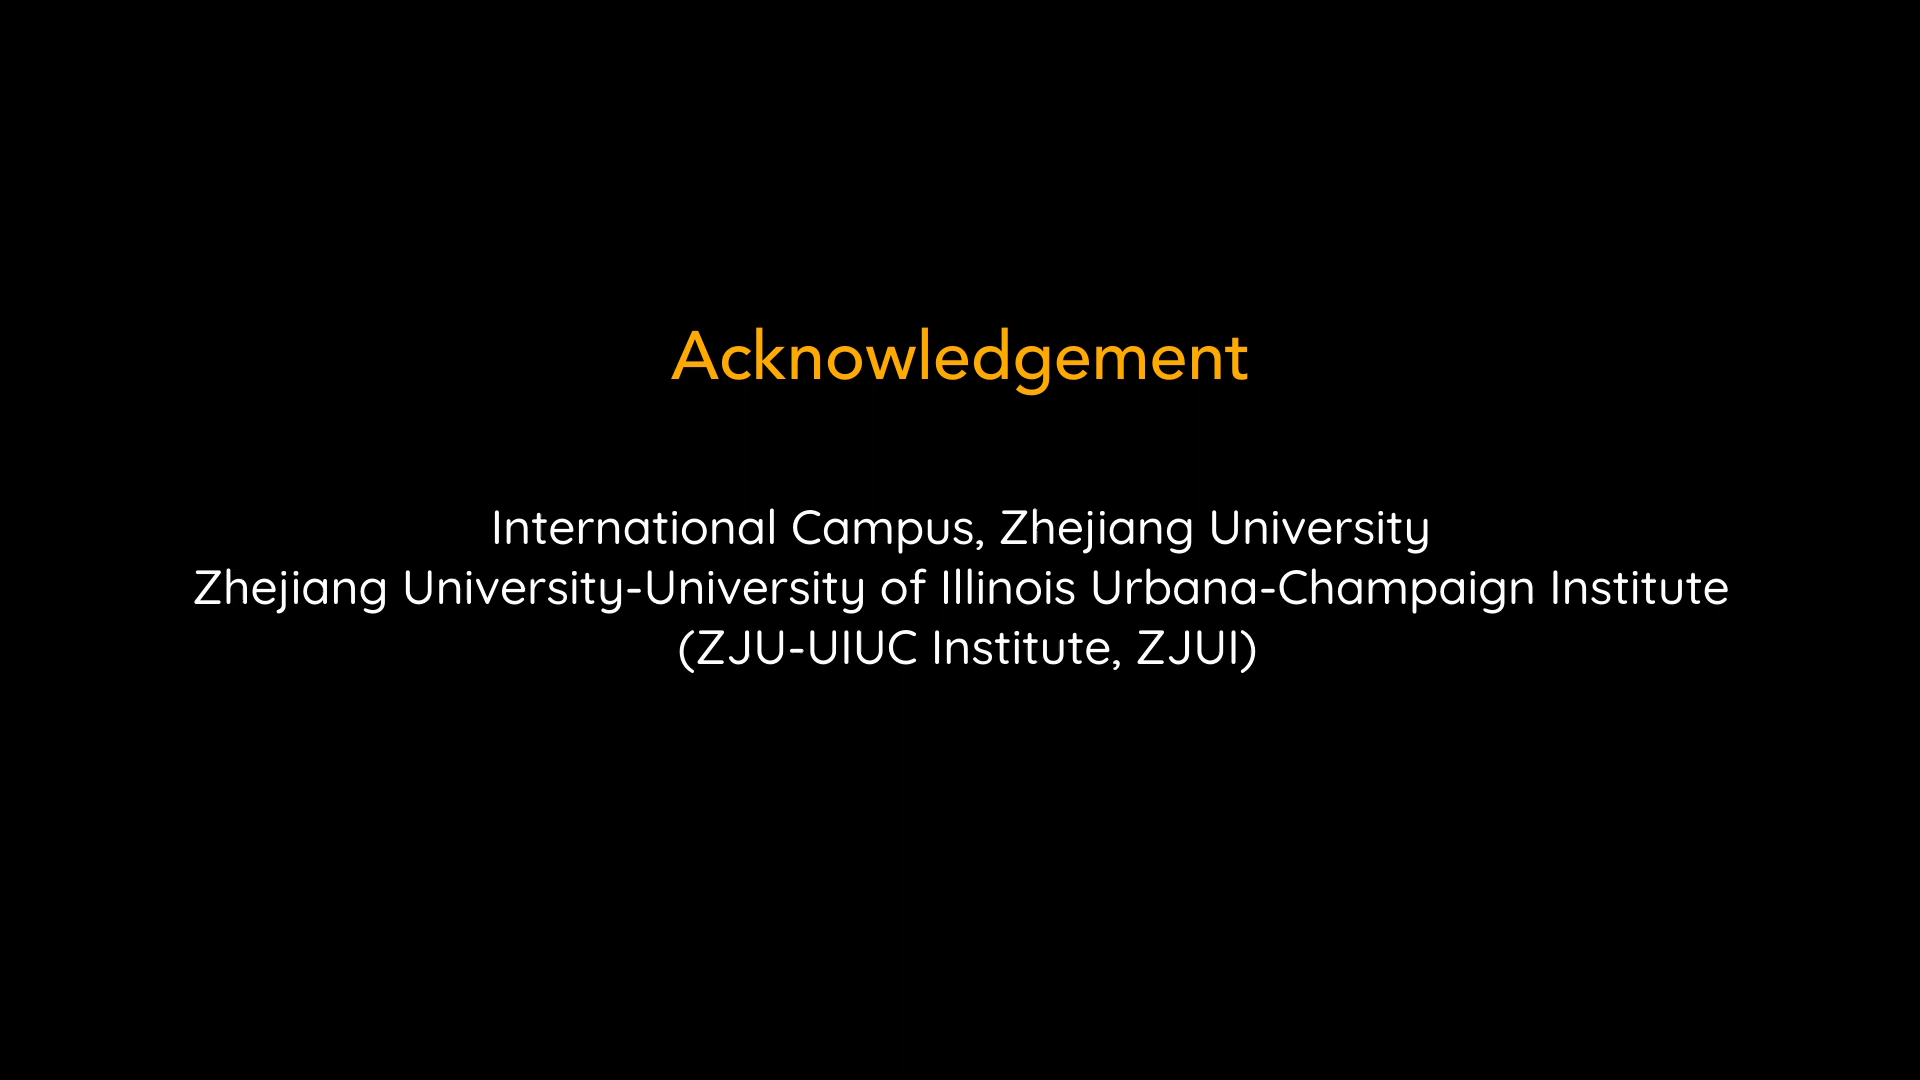 Acknowledgement
International Campus, Zhejiang University
Zhejiang University-University of Illinois Urbana-Champaign Institute
(ZJU-UIUC Institute, ZJUI)